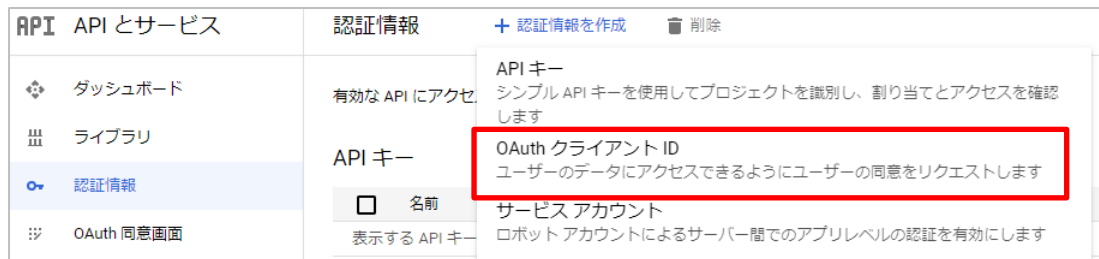 API API とサービス
認証情報
+ 認証情報を作成
削除
ダッシュボード
ライブラリ
認証情報
OAuth 同意画面
有効な API にアクセ
API キー
名前
表示する API キー
API キー
シンプル API キーを使用してプロジェクトを識別し、割り当てとアクセスを確認
します
OAuth クライアント ID
ユーザーのデータにアクセスできるようにユーザーの同意をリクエストします
サービス アカウント
ロボット アカウントによるサーバー間でのアプリレベルの認証を有効にします